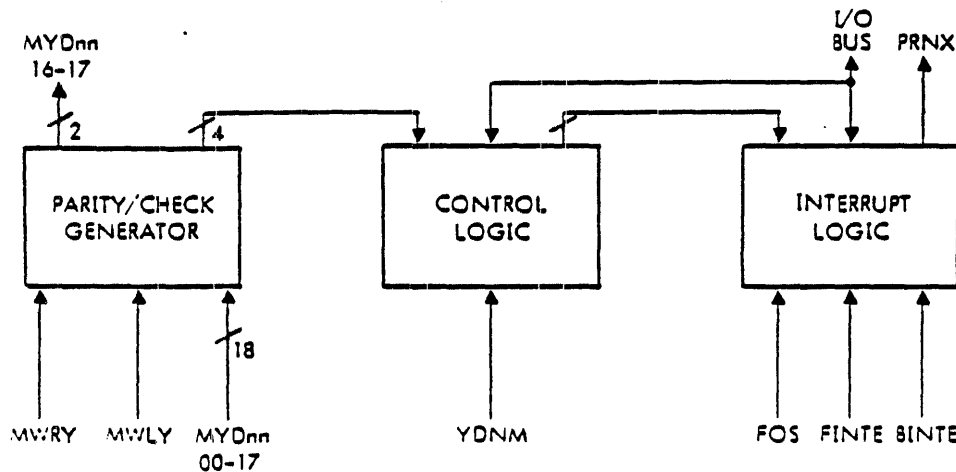 I/O
BUS
PRNX
MYDnn
16-17
2
4
PARITY/CHECK
GENERATOR
CONTROL
LOGIC
INTERRUPT
LOGIC
18
MWRY
MWLY
MYDnn
00-17
YDNM
FOS
FINTE
BINTE